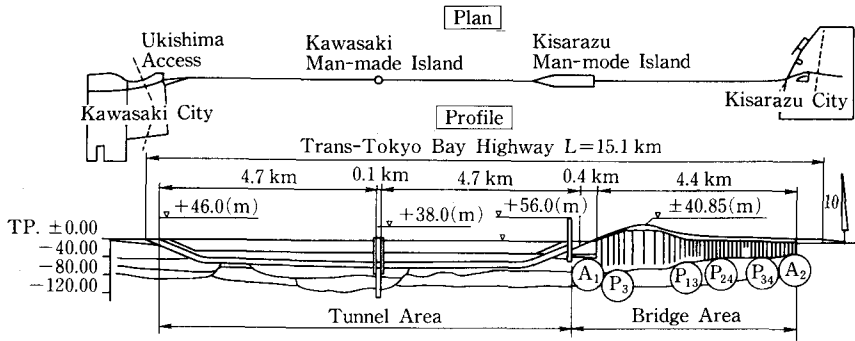 Plan
Ukishima
Access
Kawasaki
Man-made Island
Kisarazu
Man-mode Island
Kawasaki City
Kisarazu City
Profile
Trans-Tokyo Bay Highway L=15.1 km
4.7 km
0.1 km
4.7 km
0.4 km
4.4 km
+46.0(m)
+38.0(m)
+56.0(m)
±40.85(m)
10
TP. ±0.00
−40.00
−80.00
−120.00
A1
P3
P13
P24
P34
A2
Tunnel Area
Bridge Area